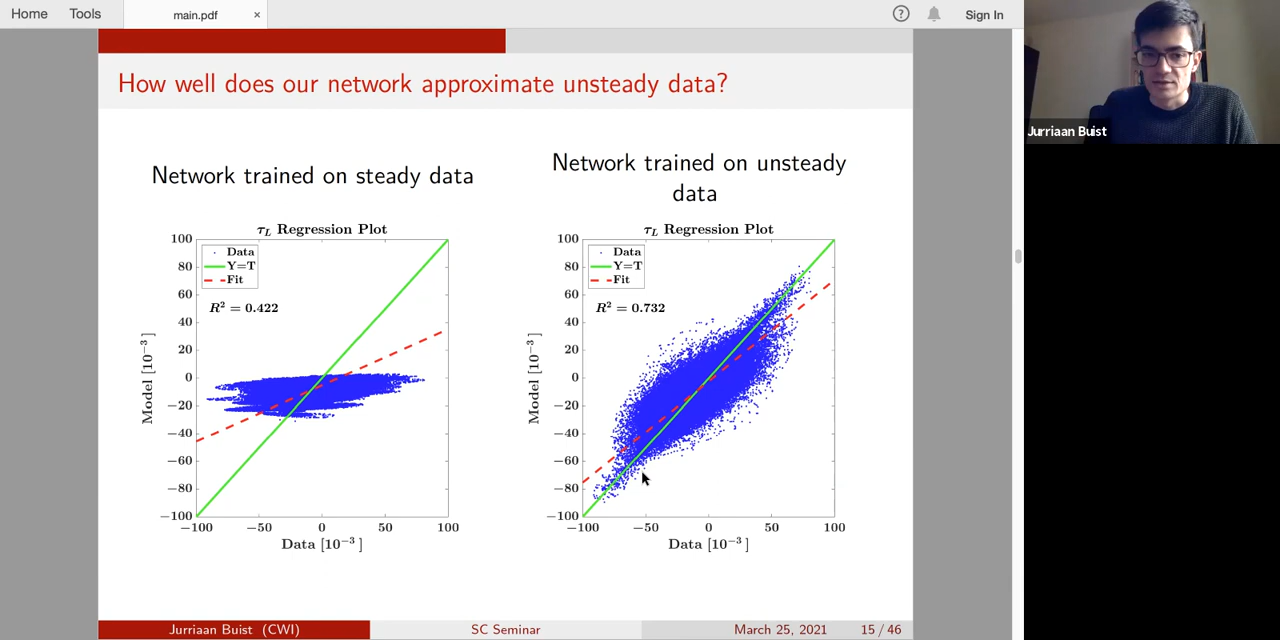 Home Tools main.pdf × ? Sign In
How well does our network approximate unsteady data?
Jurriaan Buist
Network trained on steady data
Network trained on unsteady
data
τ_L Regression Plot
100
80
60
40
20
0
−20
−40
−60
−80
−100
Model [10⁻³]
Data
Y=T
Fit
R² = 0.422
−100 −50 0 50 100
Data [10⁻³]
τ_L Regression Plot
100
80
60
40
20
0
−20
−40
−60
−80
−100
Model [10⁻³]
Data
Y=T
Fit
R² = 0.732
−100 −50 0 50 100
Data [10⁻³]
Jurriaan Buist (CWI) SC Seminar March 25, 2021 15 / 46